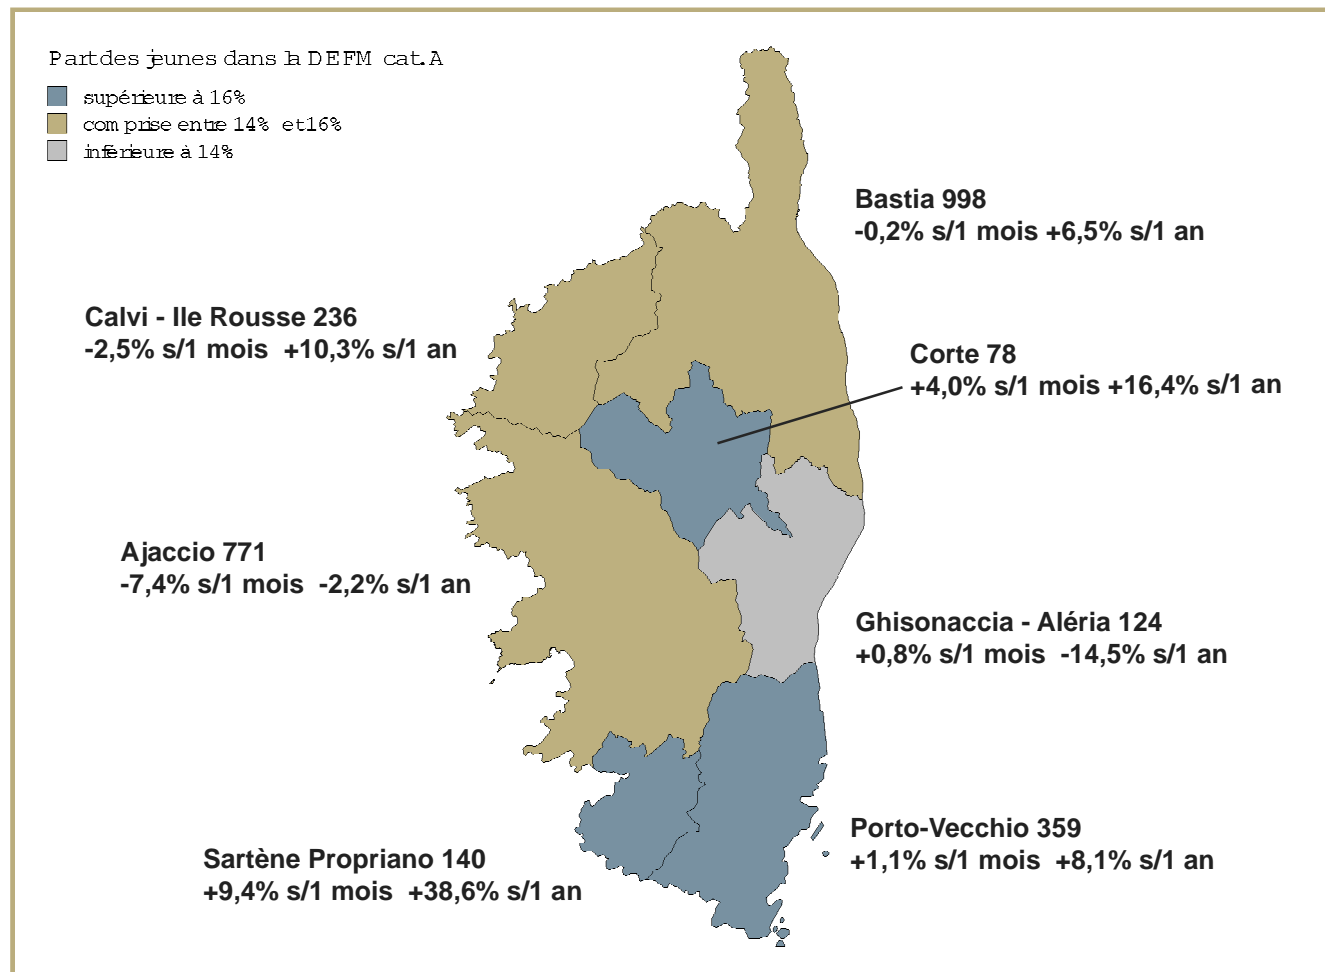 Part des jeunes dans la DEFM cat.A
supérieure à 16%
comprise entre 14% et 16%
inférieure à 14%
Bastia 998
-0,2% s/1 mois +6,5% s/1 an
Calvi - Ile Rousse 236
-2,5% s/1 mois +10,3% s/1 an
Corte 78
+4,0% s/1 mois +16,4% s/1 an
Ajaccio 771
-7,4% s/1 mois -2,2% s/1 an
Ghisonaccia - Aléria 124
+0,8% s/1 mois -14,5% s/1 an
Porto-Vecchio 359
+1,1% s/1 mois +8,1% s/1 an
Sartène Propriano 140
+9,4% s/1 mois +38,6% s/1 an